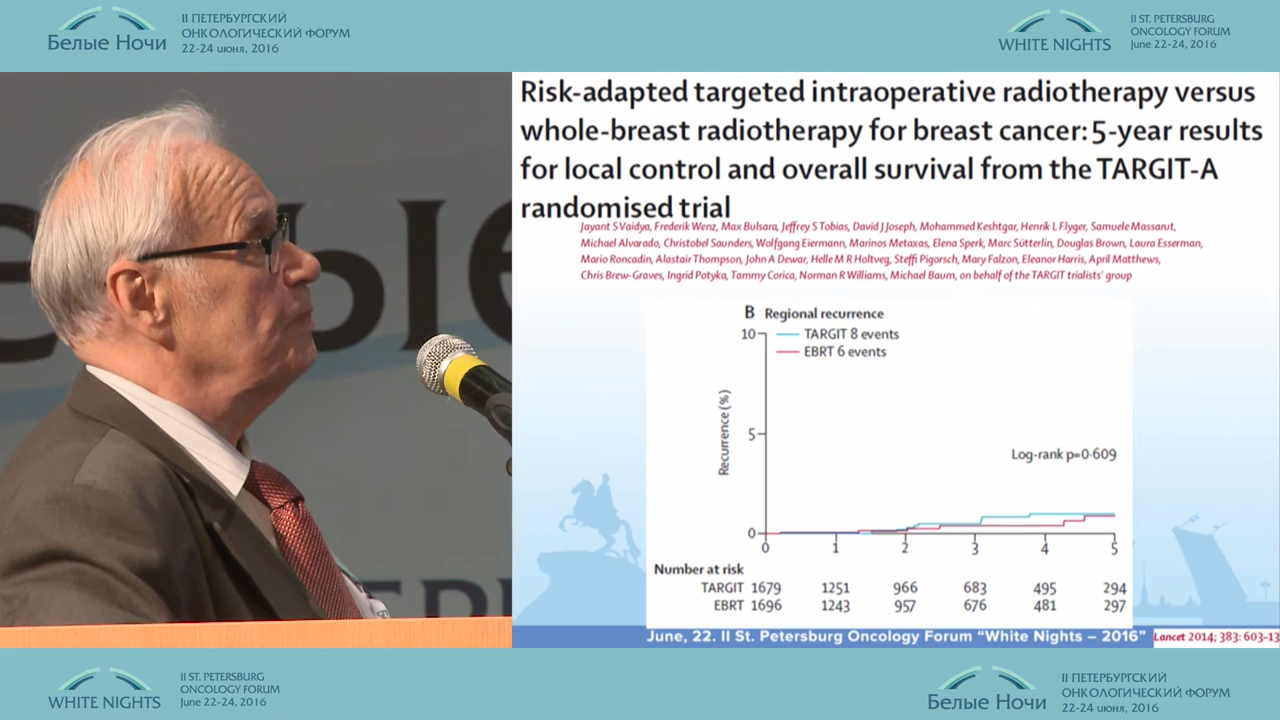 II ПЕТЕРБУРГСКИЙ
ОНКОЛОГИЧЕСКИЙ ФОРУМ
Белые Ночи
22-24 июня, 2016
II ST. PETERSBURG
ONCOLOGY FORUM
WHITE NIGHTS
June 22-24, 2016
Risk-adapted targeted intraoperative radiotherapy versus
whole-breast radiotherapy for breast cancer: 5-year results
for local control and overall survival from the TARGIT-A
randomised trial
Jayant S Vaidya, Frederik Wenz, Max Bulsara, Jeffrey S Tobias, David J Joseph, Mohammed Keshtgar, Henrik L Flyger, Samuele Massarut,
Michael Alvarado, Christobel Saunders, Wolfgang Eiermann, Marinos Metaxas, Elena Sperk, Marc Sütterlin, Douglas Brown, Laura Esserman,
Mario Roncadin, Alastair Thompson, John A Dewar, Helle M R Holtveg, Steffi Pigorsch, Mary Falzon, Eleanor Harris, April Matthews,
Chris Brew-Graves, Ingrid Potyka, Tammy Corica, Norman R Williams, Michael Baum, on behalf of the TARGIT trialists' group
B Regional recurrence
TARGIT 8 events
EBRT 6 events
10
5
0
Recurrence (%)
Log-rank p=0·609
0 1 2 3 4 5
Number at risk
TARGIT 1679 1251 966 683 495 294
EBRT 1696 1243 957 676 481 297
June, 22. II St. Petersburg Oncology Forum “White Nights – 2016”
Lancet 2014; 383: 603-13
II ST. PETERSBURG
ONCOLOGY FORUM
WHITE NIGHTS
June 22-24, 2016
II ПЕТЕРБУРГСКИЙ
ОНКОЛОГИЧЕСКИЙ ФОРУМ
Белые Ночи
22-24 июня, 2016